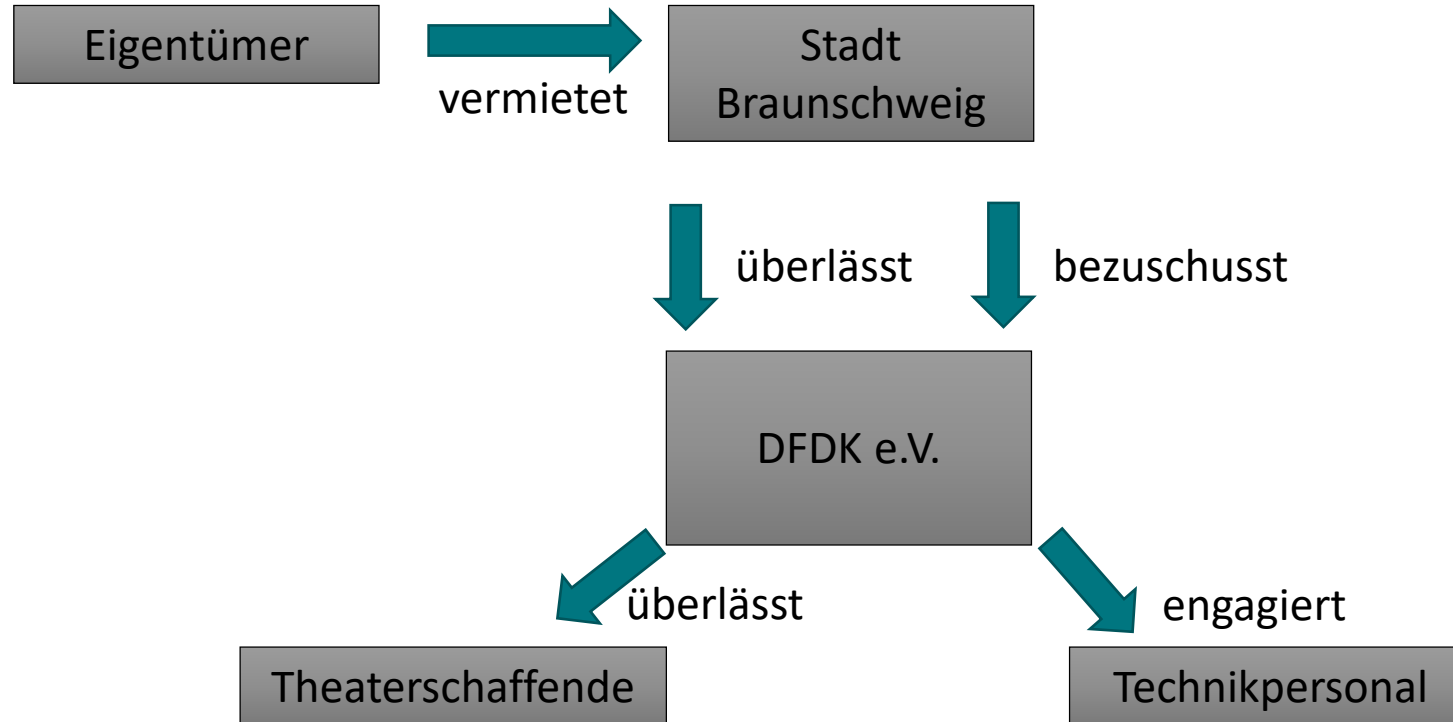 Eigentümer
vermietet
Stadt
Braunschweig
überlässt
bezuschusst
DFDK e.V.
überlässt
engagiert
Theaterschaffende
Technikpersonal